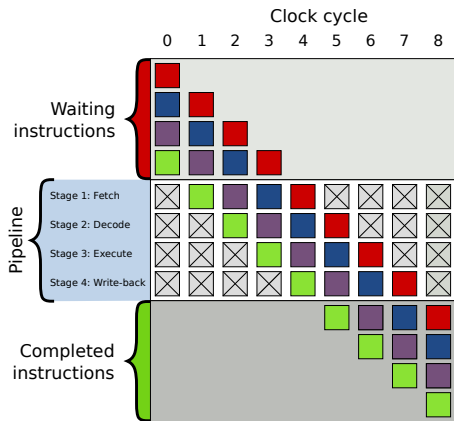 Clock cycle
0 1 2 3 4 5 6 7 8
Waiting
instructions
Pipeline
Stage 1: Fetch
Stage 2: Decode
Stage 3: Execute
Stage 4: Write-back
Completed
instructions